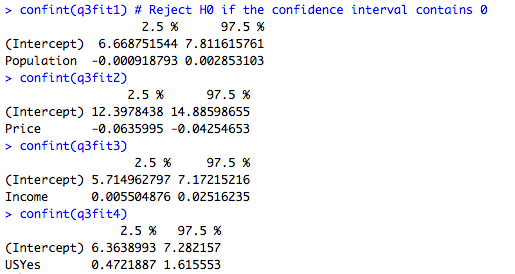 > confint(q3fit1) # Reject H0 if the confidence interval contains 0
2.5 % 97.5 %
(Intercept) 6.668751544 7.811615761
Population -0.000918793 0.002853103
> confint(q3fit2)
2.5 % 97.5 %
(Intercept) 12.3978438 14.88598655
Price -0.0635995 -0.04254653
> confint(q3fit3)
2.5 % 97.5 %
(Intercept) 5.714962797 7.17215216
Income 0.005504876 0.02516235
> confint(q3fit4)
2.5 % 97.5 %
(Intercept) 6.3638993 7.282157
USYes 0.4721887 1.615553